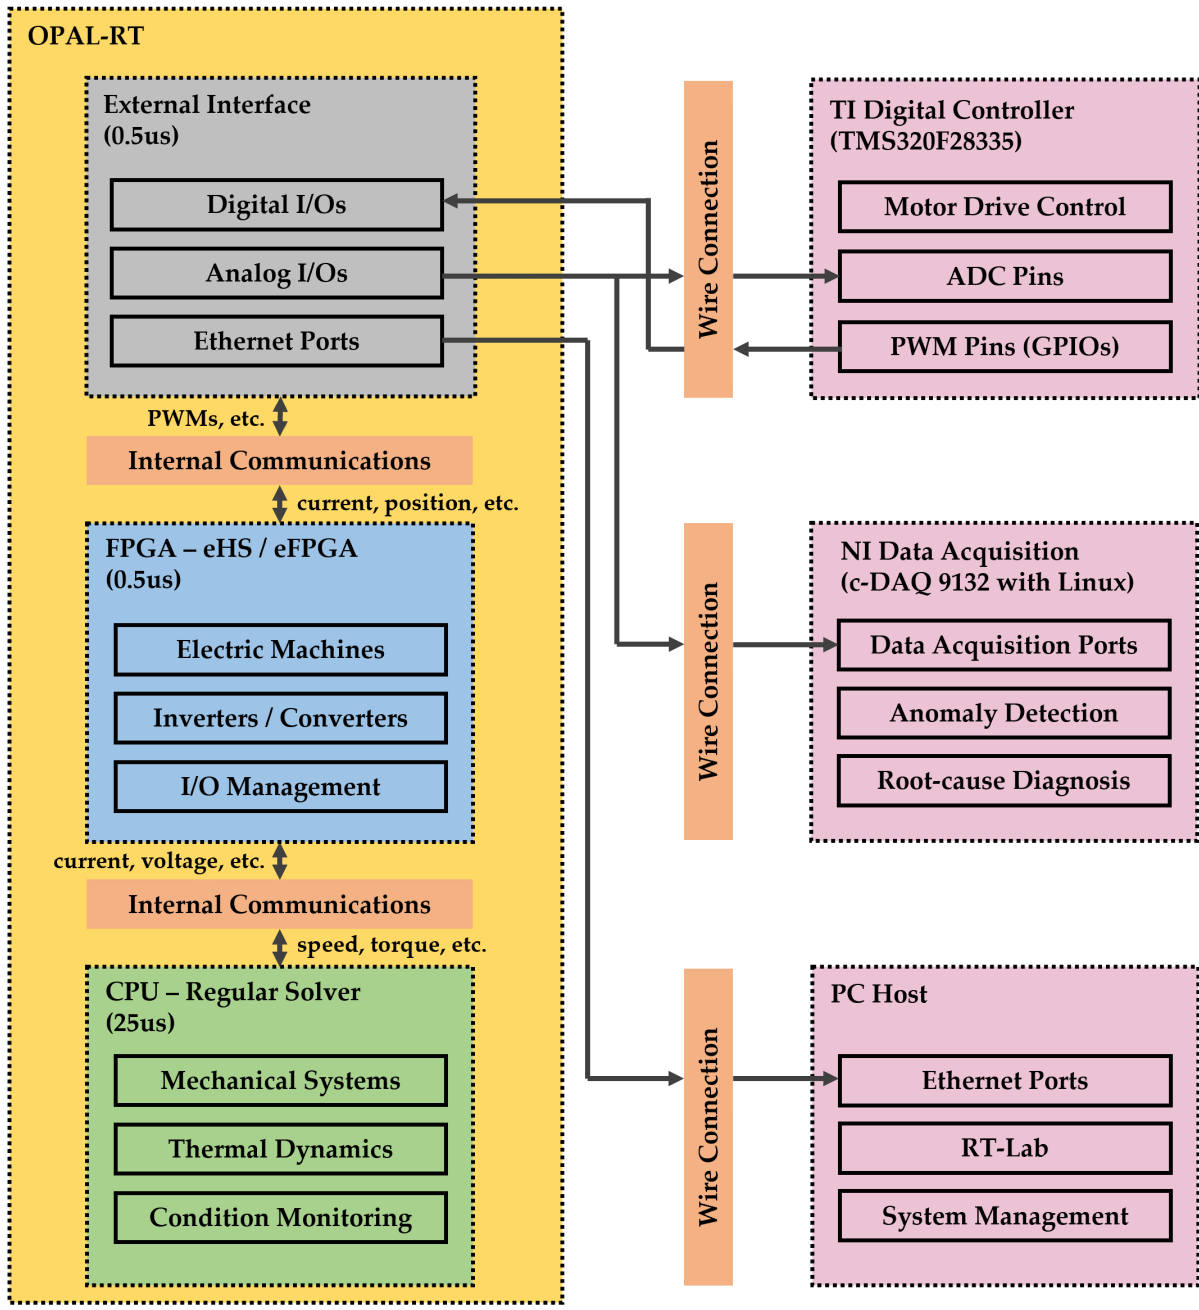 OPAL-RT
External Interface
(0.5us)
Digital I/Os
Analog I/Os
Ethernet Ports
PWMs, etc.
Internal Communications
current, position, etc.
FPGA – eHS / eFPGA
(0.5us)
Electric Machines
Inverters / Converters
I/O Management
current, voltage, etc.
Internal Communications
speed, torque, etc.
CPU – Regular Solver
(25us)
Mechanical Systems
Thermal Dynamics
Condition Monitoring
Wire Connection
TI Digital Controller
(TMS320F28335)
Motor Drive Control
ADC Pins
PWM Pins (GPIOs)
Wire Connection
NI Data Acquisition
(c-DAQ 9132 with Linux)
Data Acquisition Ports
Anomaly Detection
Root-cause Diagnosis
Wire Connection
PC Host
Ethernet Ports
RT-Lab
System Management